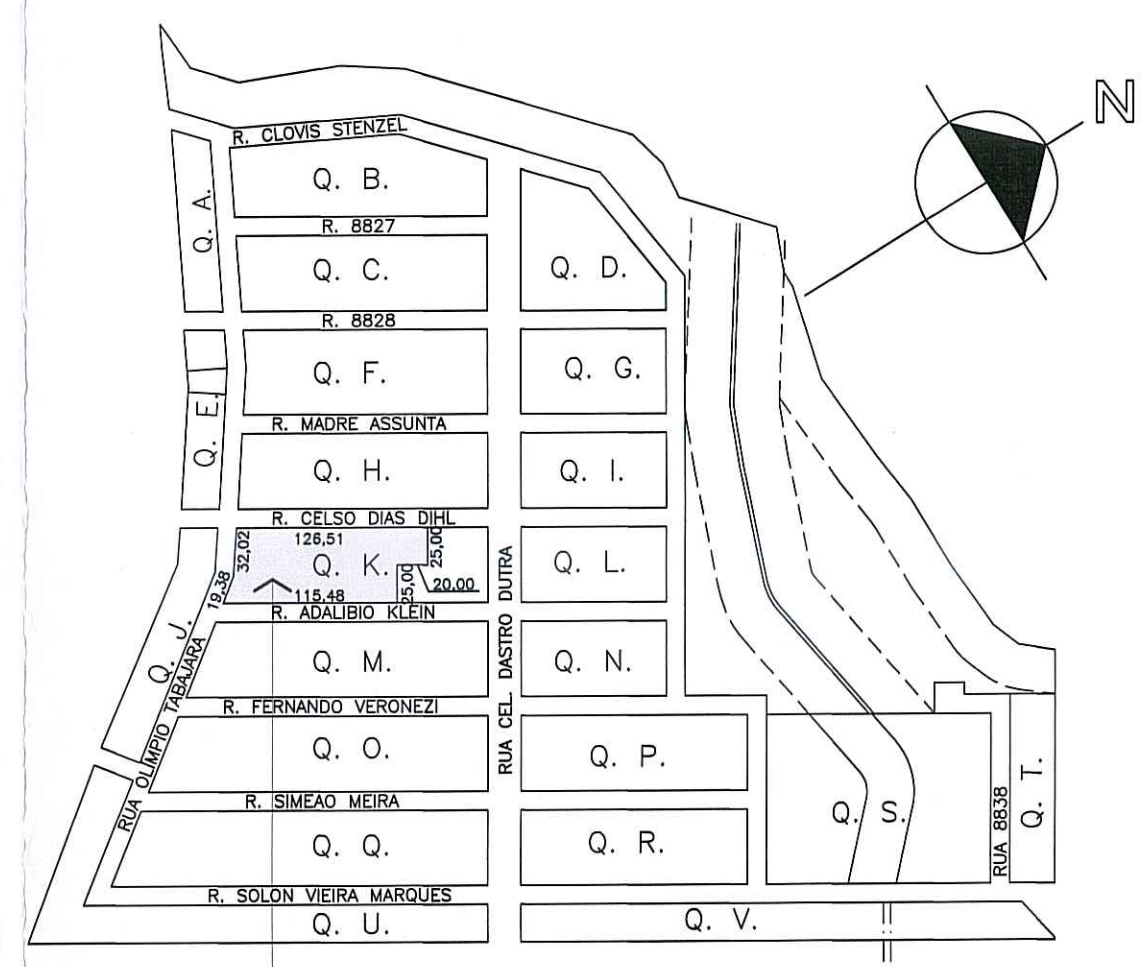 N
R. CLOVIS STENZEL
Q. A.
Q. B.
R. 8827
Q. C.
Q. D.
R. 8828
Q. E.
Q. F.
Q. G.
R. MADRE ASSUNTA
Q. H.
Q. I.
R. CELSO DIAS DIHL
32,02
126,51
25,00
Q. K.
Q. L.
19,38
115,48
25,00
20,00
R. ADALIBIO KLEIN
RUA CEL. DASTRO DUTRA
Q. J.
RUA OLIMPIO TABAJARA
Q. M.
Q. N.
R. FERNANDO VERONEZI
Q. O.
Q. P.
R. SIMEAO MEIRA
Q. Q.
Q. R.
Q. S.
RUA 8838
Q. T.
R. SOLON VIEIRA MARQUES
Q. U.
Q. V.